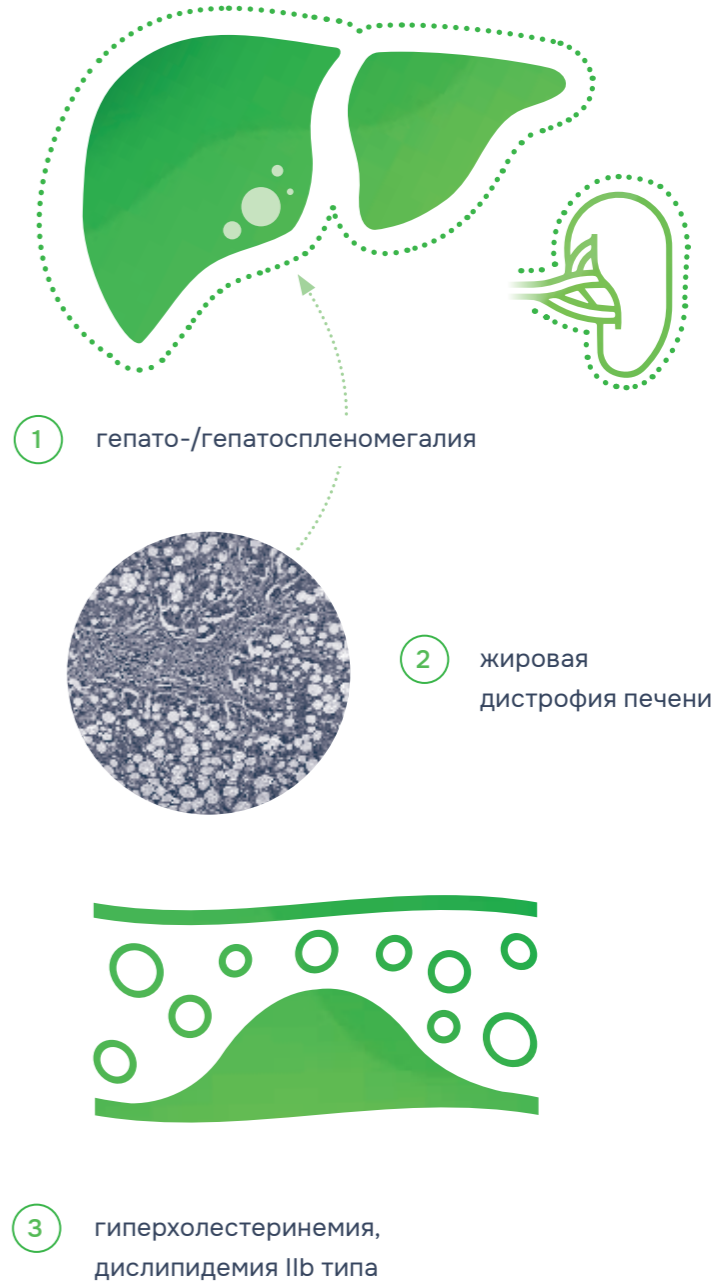 1 гепато-/гепатоспленомегалия
2 жировая
дистрофия печени
3 гиперхолестеринемия,
дислипидемия IIb типа